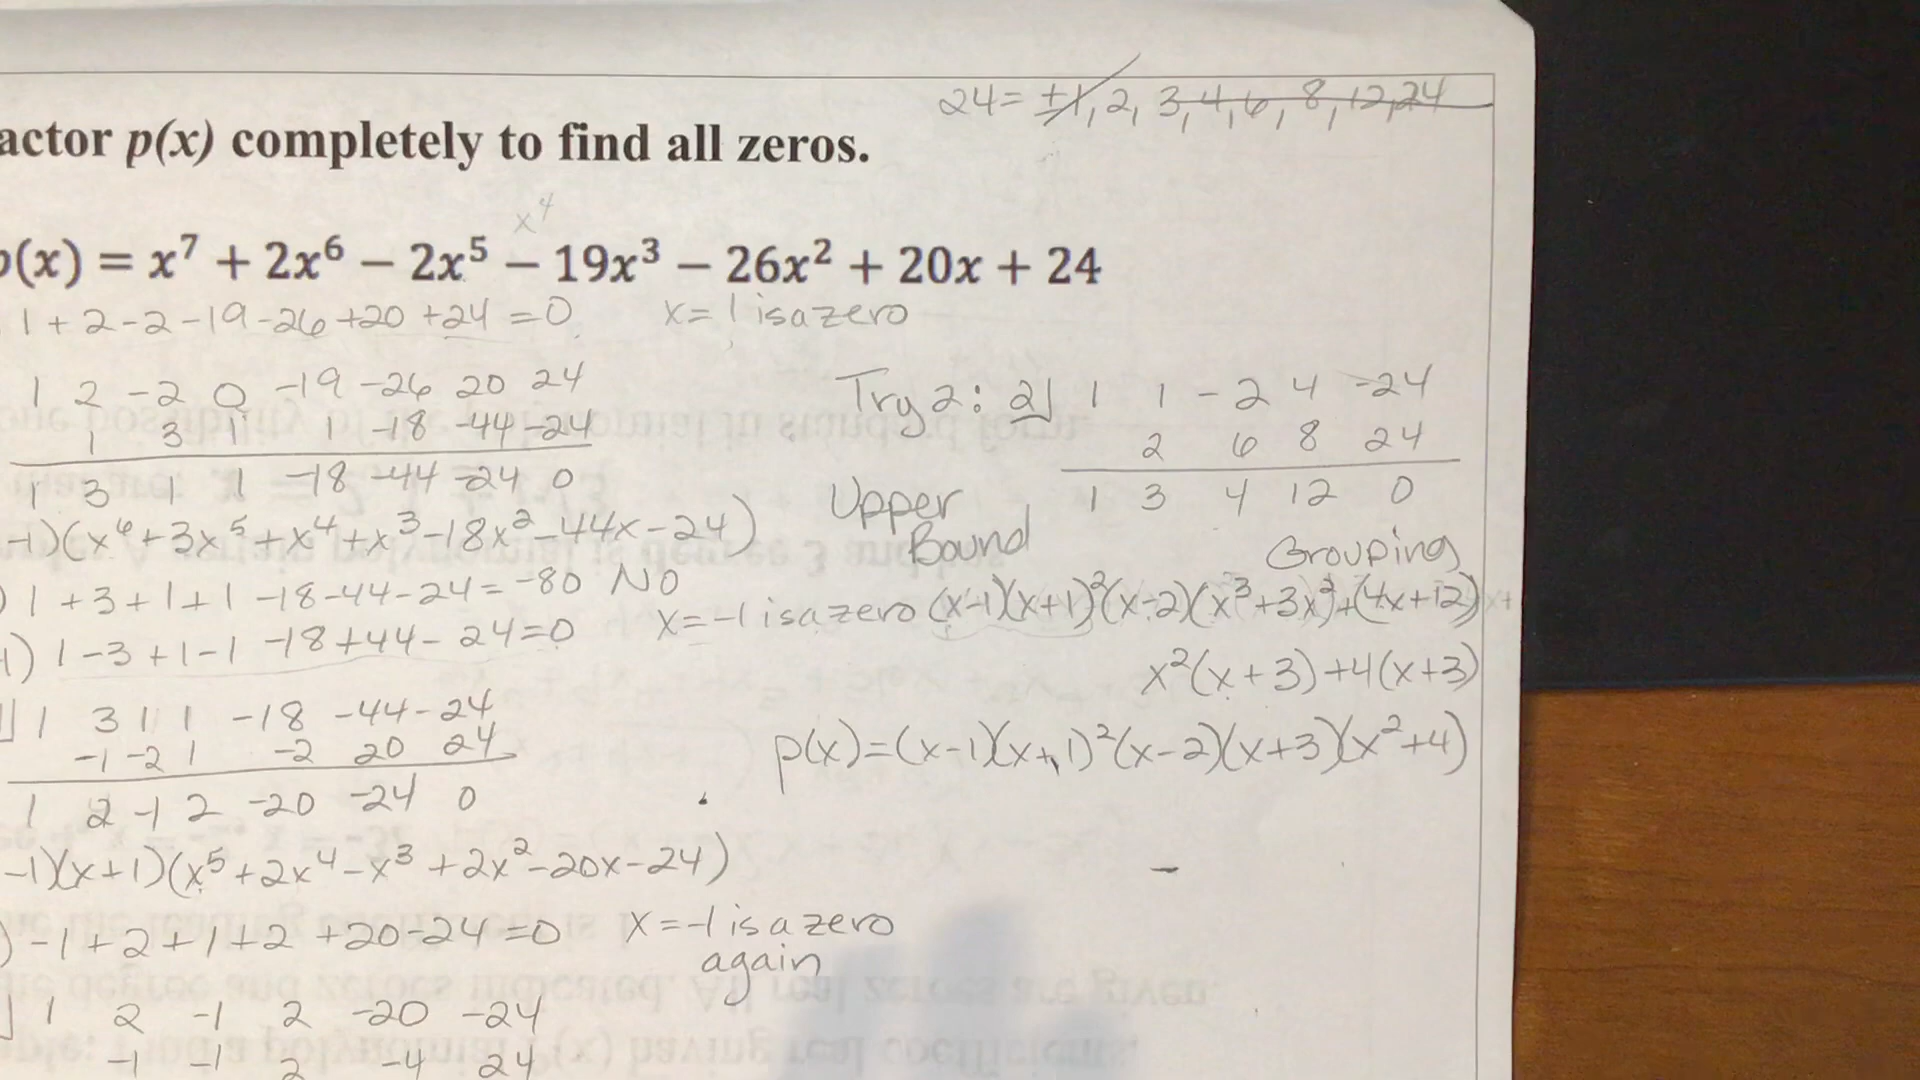 24= ±1, 2, 3, 4, 6, 8, 12, 24
actor p(x) completely to find all zeros.
x⁴
p(x) = x⁷ + 2x⁶ − 2x⁵ − 19x³ − 26x² + 20x + 24
1+2-2-19-26+20+24=0 x=1 is a zero
1 2 -2 0 -19 -26 20 24
1 3 1 1 -18 -44 -24
1 3 1 1 -18 -44 -24 0
-1)(x⁶+3x⁵+x⁴+x³-18x²-44x-24)
) 1+3+1+1-18-44-24=-80 NO
1) 1-3+1-1-18+44-24=0 x=-1 is a zero
1 3 1 1 -18 -44 -24
-1 -2 1 -2 20 24
1 2 -1 2 -20 -24 0
-1)(x+1)(x⁵+2x⁴-x³+2x²-20x-24)
) -1+2+1+2+20-24=0 x=-1 is a zero
again
1 2 -1 2 -20 -24
-1 -1 2 -4 24
Try 2: 2⌋ 1 1 -2 4 -24
2 6 8 24
1 3 4 12 0
Upper
Bound
Grouping
(x-1)(x+1)²(x-2)(x³+3x²+(4x+12)
x²(x+3)+4(x+3)
p(x)=(x-1)(x+1)²(x-2)(x+3)(x²+4)